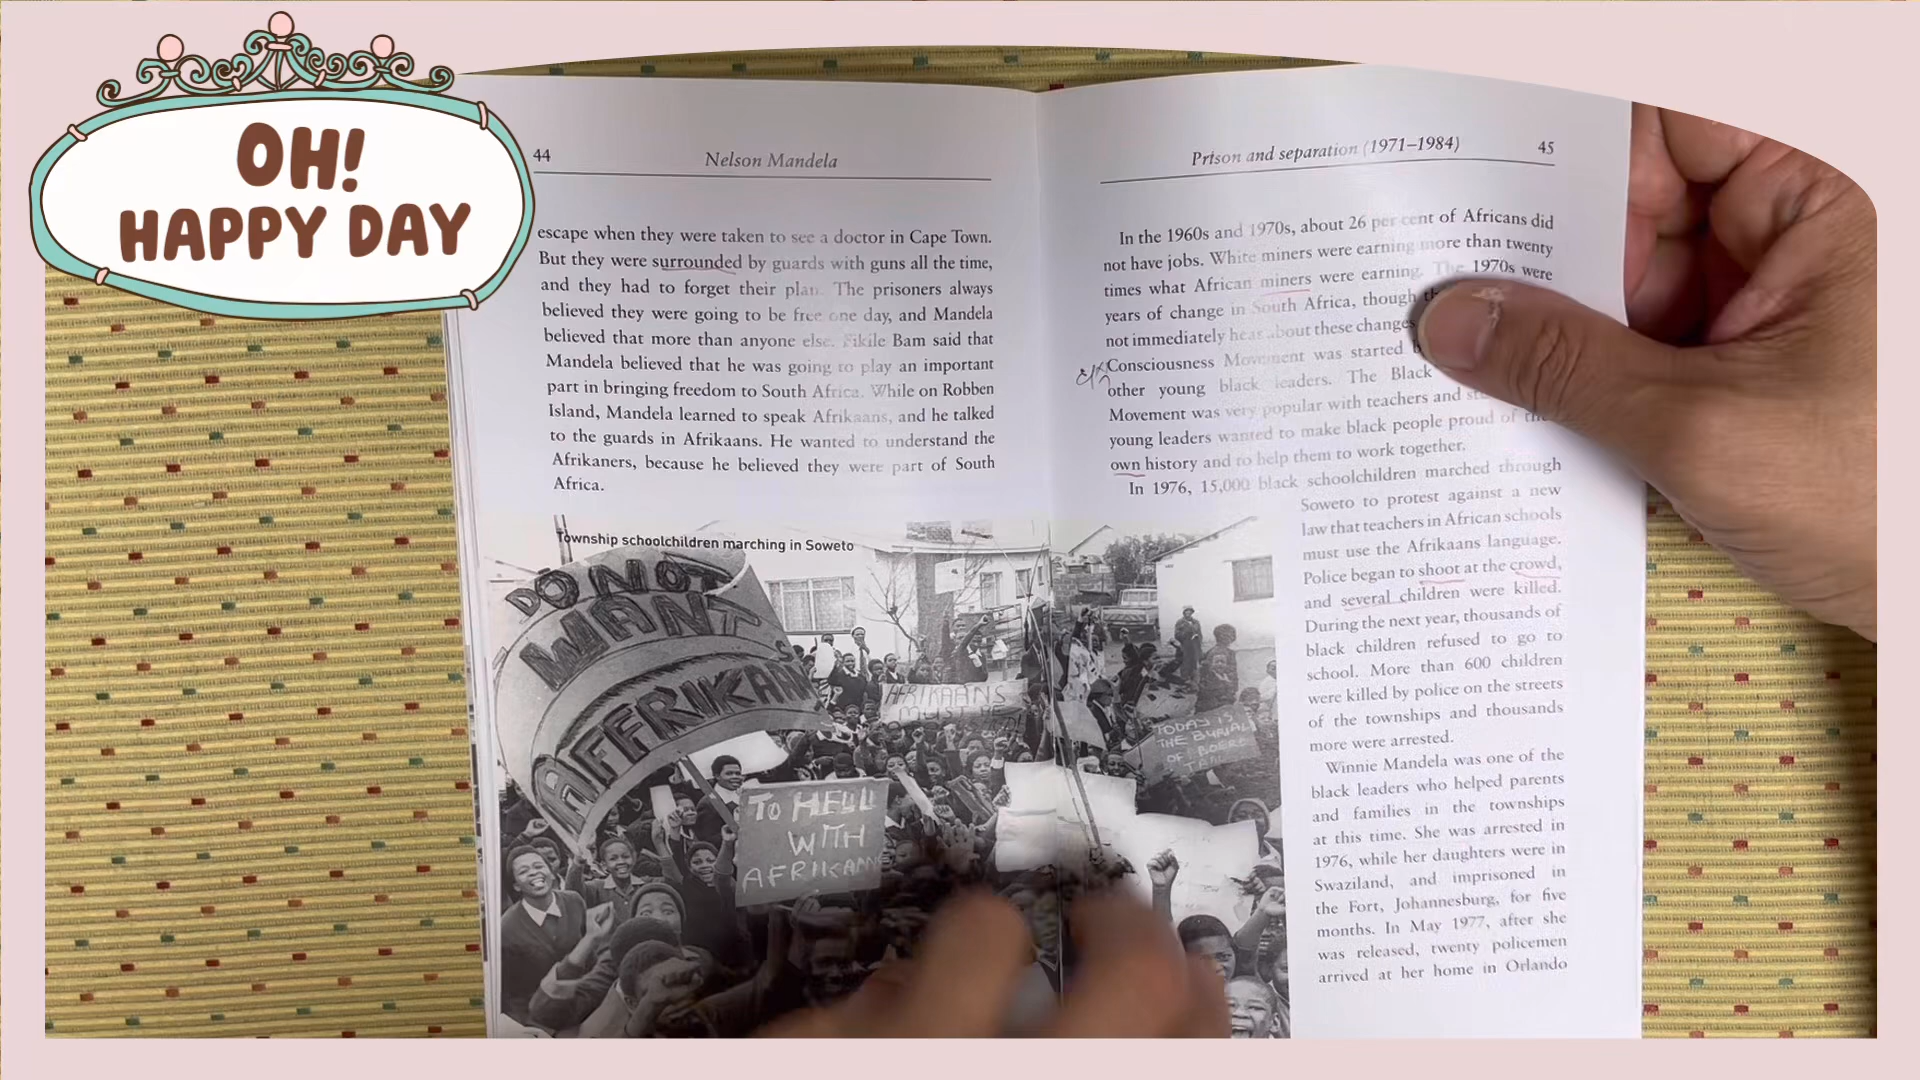 OH!
HAPPY DAY
44
Nelson Mandela
escape when they were taken to see a doctor in Cape Town.
But they were surrounded by guards with guns all the time,
and they had to forget their plan. The prisoners always
believed they were going to be free one day, and Mandela
believed that more than anyone else. Fikile Bam said that
Mandela believed that he was going to play an important
part in bringing freedom to South Africa. While on Robben
Island, Mandela learned to speak Afrikaans, and he talked
to the guards in Afrikaans. He wanted to understand the
Afrikaners, because he believed they were part of South
Africa.
Township schoolchildren marching in Soweto
DO NOT
WANT
AFFRIKAANS
AFRIKAANS
TO HELL
WITH
AFRIKAANS
TODAY IS
THE BURIAL
OF
Prison and separation (1971–1984)
45
In the 1960s and 1970s, about 26 per cent of Africans did
not have jobs. White miners were earning more than twenty
times what African miners were earning. The 1970s were
years of change in South Africa, though
not immediately hear about these changes
Consciousness Movement was started
other young black leaders. The Black
Movement was very popular with teachers and
young leaders wanted to make black people proud of
own history and to help them to work together.
In 1976, 15,000 black schoolchildren marched through
Soweto to protest against a new
law that teachers in African schools
must use the Afrikaans language.
Police began to shoot at the crowd,
and several children were killed.
During the next year, thousands of
black children refused to go to
school. More than 600 children
were killed by police on the streets
of the townships and thousands
more were arrested.
Winnie Mandela was one of the
black leaders who helped parents
and families in the townships
at this time. She was arrested in
1976, while her daughters were in
Swaziland, and imprisoned in
the Fort, Johannesburg, for five
months. In May 1977, after she
was released, twenty policemen
arrived at her home in Orlando